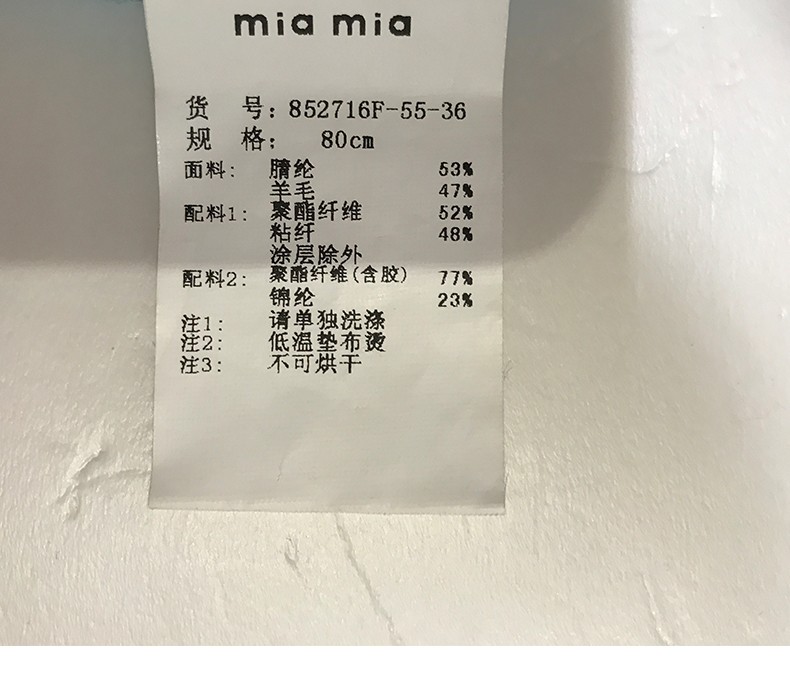 mia mia
货 号: 852716F-55-36
规 格: 80cm
面料: 腈纶 53%
羊毛 47%
配料1: 聚酯纤维 52%
粘纤 48%
涂层除外
配料2: 聚酯纤维(含胶) 77%
锦纶 23%
注1: 请单独洗涤
注2: 低温垫布烫
注3: 不可烘干